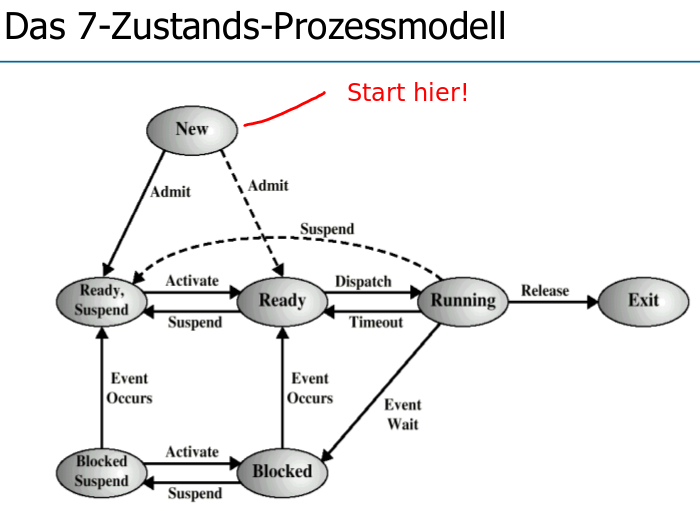 Das 7-Zustands-Prozessmodell
Start hier!
New
Admit
Admit
Suspend
Ready,
Suspend
Activate
Suspend
Ready
Dispatch
Timeout
Running
Release
Exit
Event
Occurs
Event
Occurs
Event
Wait
Blocked
Suspend
Activate
Suspend
Blocked